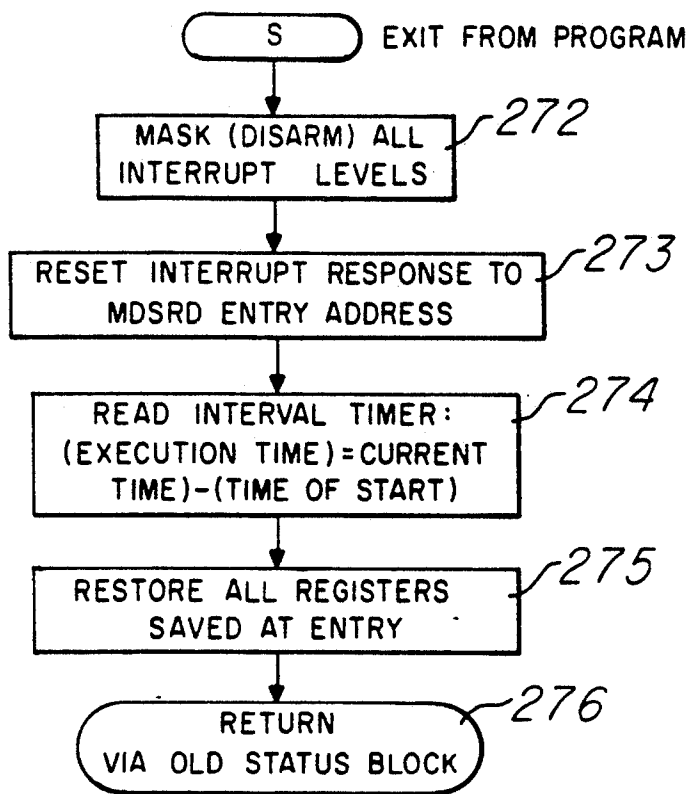 S EXIT FROM PROGRAM
MASK (DISARM) ALL
INTERRUPT LEVELS
272
RESET INTERRUPT RESPONSE TO
MDSRD ENTRY ADDRESS
273
READ INTERVAL TIMER:
(EXECUTION TIME)=CURRENT
TIME)-(TIME OF START)
274
RESTORE ALL REGISTERS
SAVED AT ENTRY
275
RETURN
VIA OLD STATUS BLOCK
276